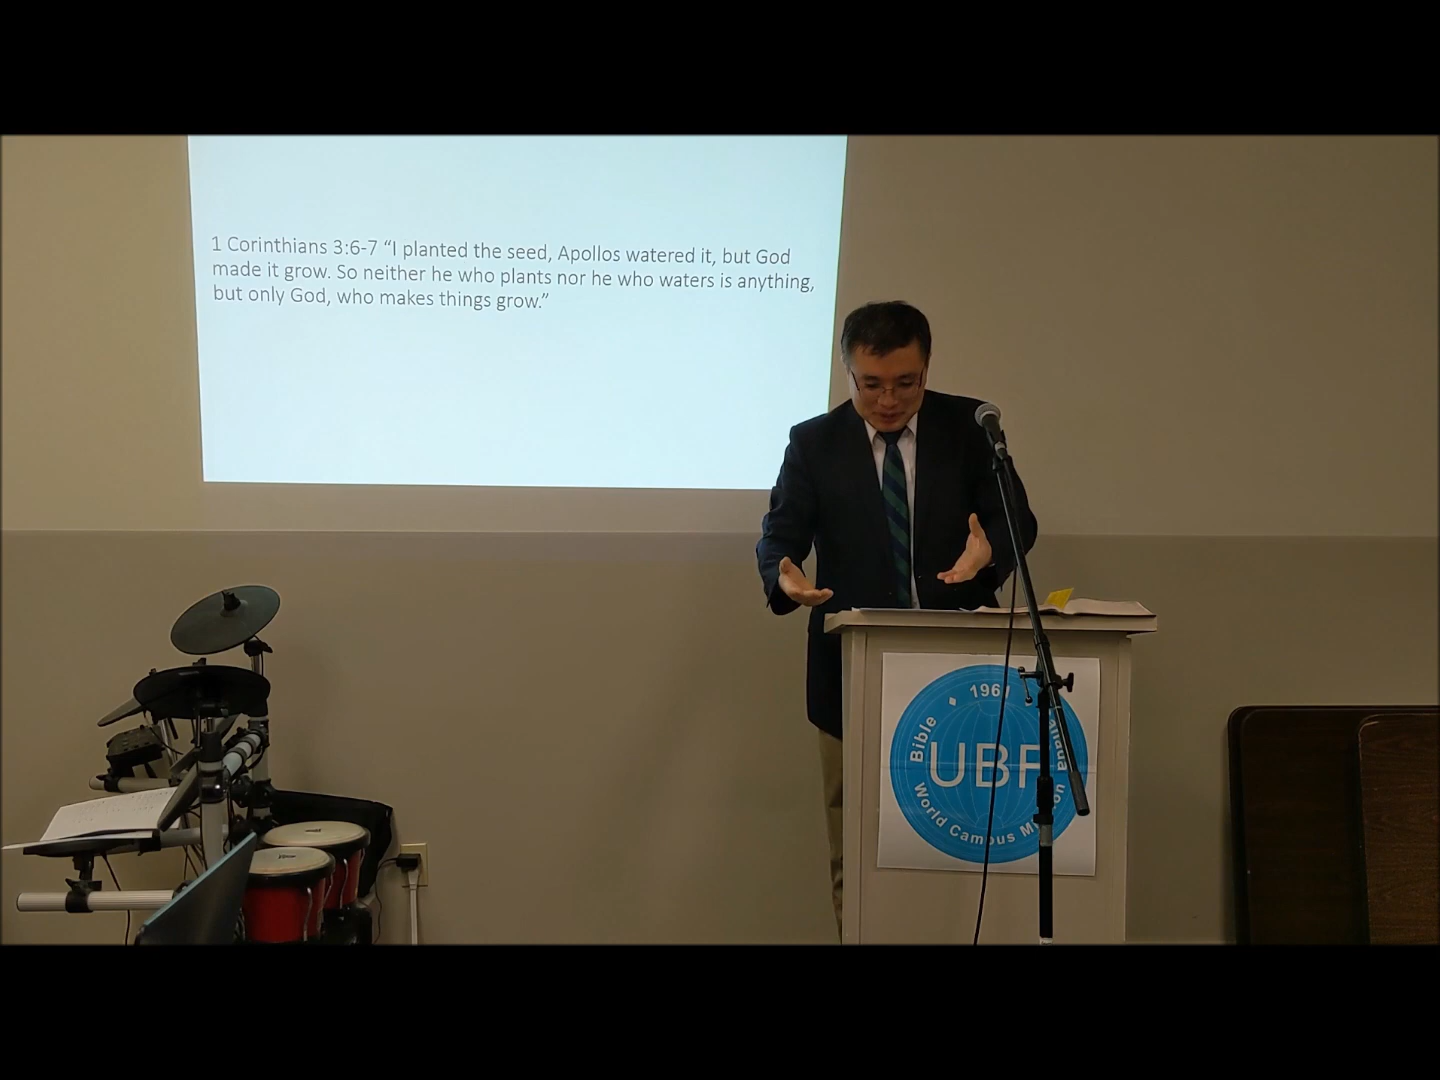 1 Corinthians 3:6-7 “I planted the seed, Apollos watered it, but God
made it grow. So neither he who plants nor he who waters is anything,
but only God, who makes things grow.”
1961
Bible
UBF
World Campus